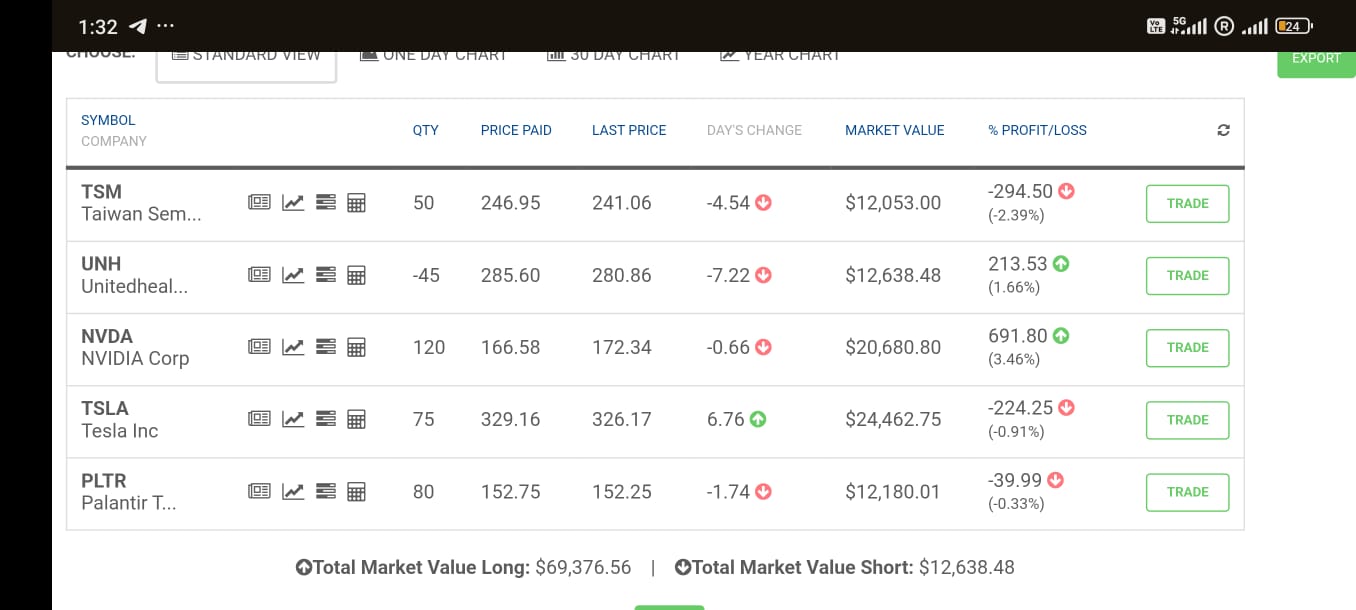 1:32 ... VoLTE 5G R 24
CHOOSE: STANDARD VIEW ONE DAY CHART 30 DAY CHART YEAR CHART EXPORT
SYMBOL
COMPANY
QTY PRICE PAID LAST PRICE DAY'S CHANGE MARKET VALUE % PROFIT/LOSS
TSM
Taiwan Sem...
50 246.95 241.06 -4.54 $12,053.00 -294.50
(-2.39%)
TRADE
UNH
Unitedheal...
-45 285.60 280.86 -7.22 $12,638.48 213.53
(1.66%)
TRADE
NVDA
NVIDIA Corp
120 166.58 172.34 -0.66 $20,680.80 691.80
(3.46%)
TRADE
TSLA
Tesla Inc
75 329.16 326.17 6.76 $24,462.75 -224.25
(-0.91%)
TRADE
PLTR
Palantir T...
80 152.75 152.25 -1.74 $12,180.01 -39.99
(-0.33%)
TRADE
Total Market Value Long: $69,376.56 | Total Market Value Short: $12,638.48